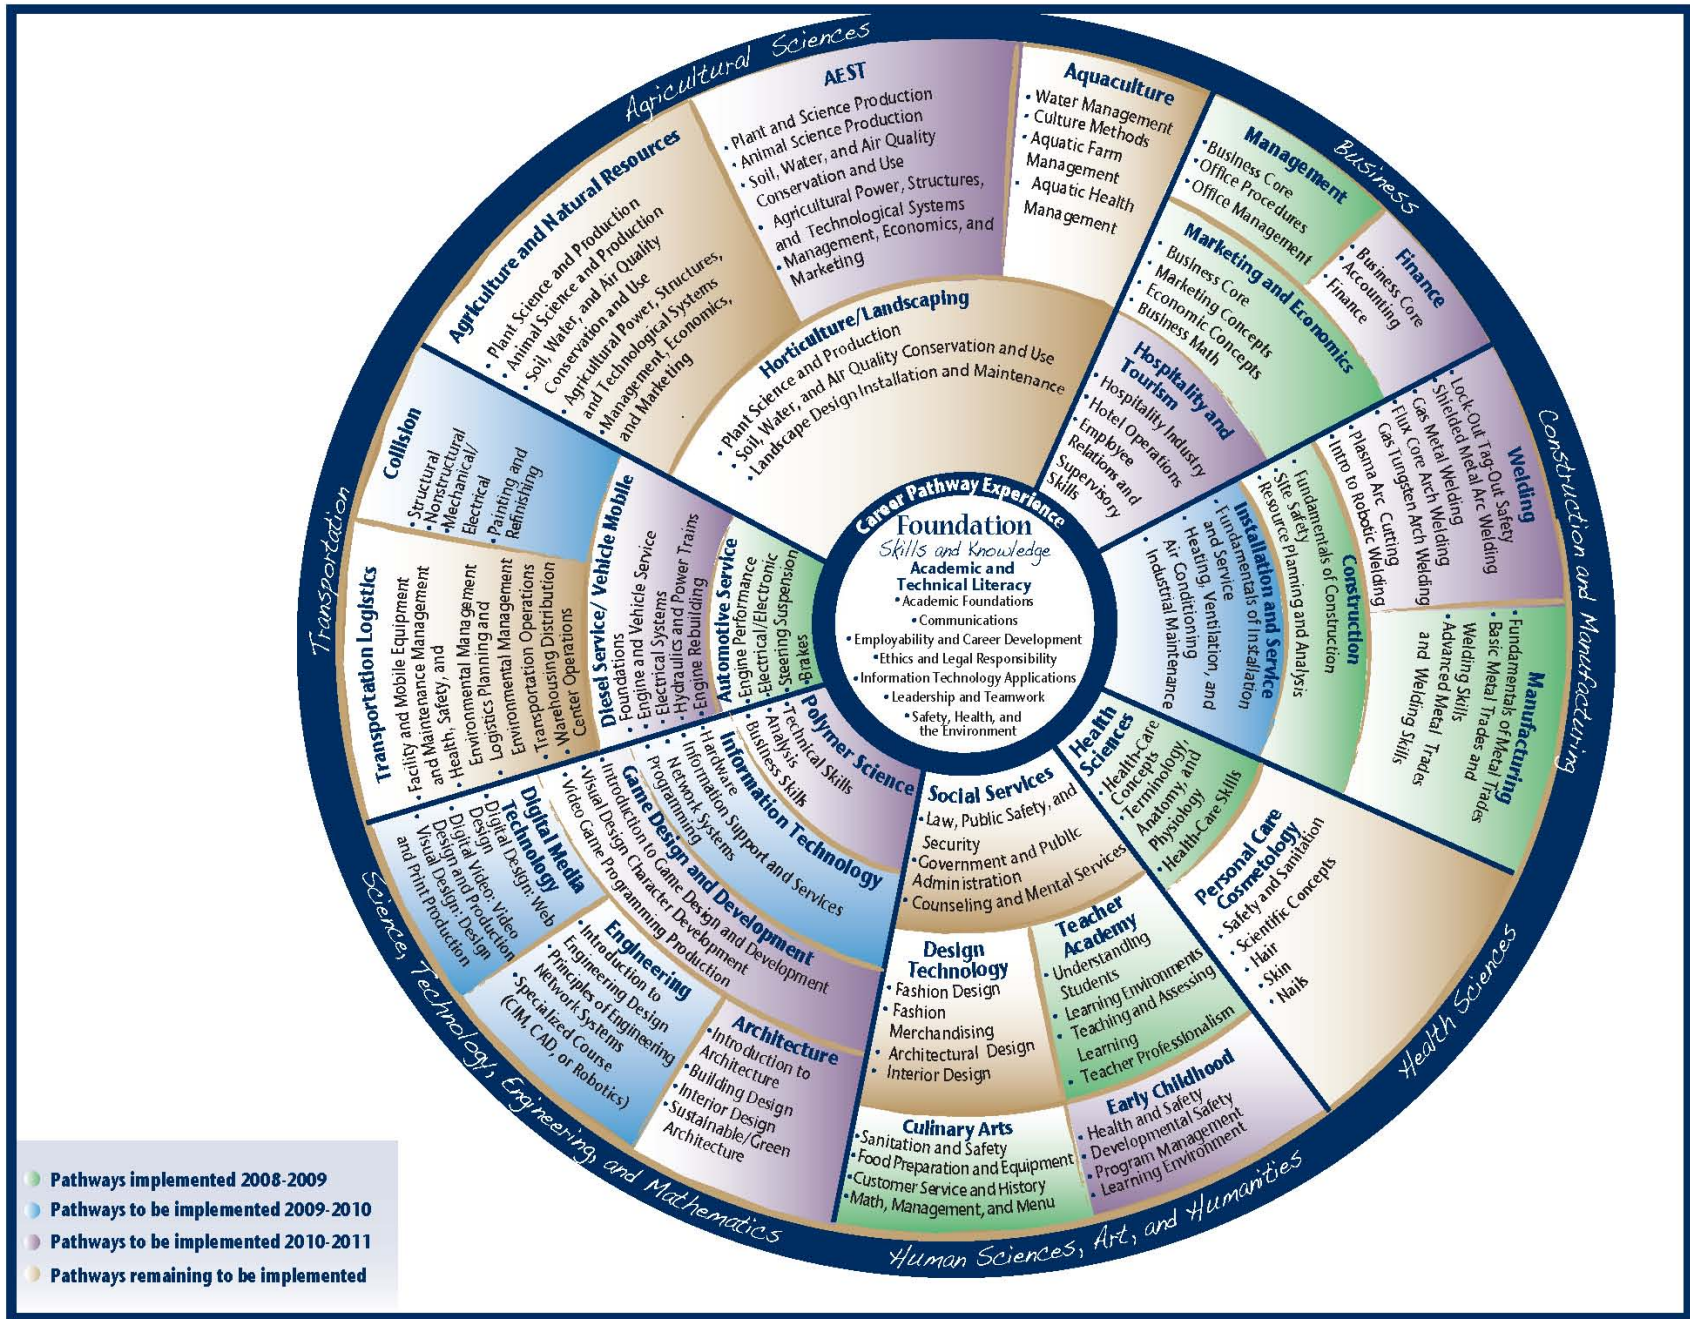 Agricultural Sciences
Agriculture and Natural Resources
• Plant Science and Production
• Animal Science and Production
• Soil, Water, and Air Quality
Conservation and Use
• Agricultural Power, Structures,
and Technological Systems
• Management, Economics,
and Marketing
AEST
• Plant and Science Production
• Animal Science Production
• Soil, Water, and Air Quality
Conservation and Use
• Agricultural Power, Structures,
and Technological Systems
• Management, Economics, and
Marketing
Aquaculture
• Water Management
• Culture Methods
• Aquatic Farm
Management
• Aquatic Health
Management
Horticulture/Landscaping
• Plant Science and Production
• Soil, Water, and Air Quality Conservation and Use
• Landscape Design Installation and Maintenance
Business
Management
• Business Core
• Office Procedures
• Office Management
Finance
• Business Core
• Accounting
• Finance
Marketing and Economics
• Business Core
• Marketing Concepts
• Economic Concepts
• Business Math
Hospitality and
Tourism
• Hospitality Industry
• Hotel Operations
• Employee
Relations and
Supervisory
Skills
Construction and Manufacturing
Welding
• Lock-Out Tag-Out Safety
• Shielded Metal Arc Welding
• Gas Metal Welding
• Flux Core Arch Welding
• Gas Tungsten Arch Welding
• Plasma Arc Cutting
• Intro to Robotic Welding
Manufacturing
• Fundamentals of Metal Trades
• Basic Metal Trades and
Welding Skills
• Advanced Metal Trades
and Welding Skills
Construction
• Fundamentals of Construction
• Site Safety
• Resource Planning and Analysis
Installation and Service
• Fundamentals of Installation
and Service
• Heating, Ventilation, and
Air Conditioning
• Industrial Maintenance
Health Sciences
Health
Sciences
• Health-Care
Concepts
• Terminology,
Anatomy, and
Physiology
• Health-Care Skills
Personal Care
Cosmetology
• Safety and Sanitation
• Scientific Concepts
• Hair
• Skin
• Nails
Human Sciences, Art, and Humanities
Social Services
• Law, Public Safety, and
Security
• Government and Public
Administration
• Counseling and Mental Services
Design
Technology
• Fashion Design
• Fashion
Merchandising
• Architectural Design
• Interior Design
Teacher
Academy
• Understanding
Students
• Learning Environments
• Teaching and Assessing
Learning
• Teacher Professionalism
Culinary Arts
• Sanitation and Safety
• Food Preparation and Equipment
• Customer Service and History
• Math, Management, and Menu
Early Childhood
• Health and Safety
• Developmental Safety
• Program Management
• Learning Environment
Science, Technology, Engineering, and Mathematics
Polymer Science
• Technical Skills
• Analysis
• Business Skills
Information Technology
• Hardware
• Information Support and Services
• Network Systems
• Programming
Game Design and Development
• Introduction to Game Design and Development
• Visual Design Character Development
• Video Game Programming Production
Digital Media
Technology
• Digital Design: Web
Design
• Digital Video: Video
Design and Production
• Visual Design: Design
and Print Production
Engineering
• Introduction to
Engineering Design
• Principles of Engineering
Network Systems
• Specialized Course
(CIM, CAD, or Robotics)
Architecture
• Introduction to
Architecture
• Building Design
• Interior Design
• Sustainable/Green
Architecture
Transportation
Collision
• Structural
• Nonstructural
• Mechanical/
Electrical
• Painting and
Refinishing
Transportation Logistics
• Facility and Mobile Equipment
and Maintenance Management
• Health, Safety, and
Environmental Management
• Logistics Planning and
Environmental Management
• Transportation Operations
• Warehousing Distribution
Center Operations
Diesel Service/ Vehicle Mobile
Foundations
• Engine and Vehicle Service
• Electrical Systems
• Hydraulics and Power Trains
• Engine Rebuilding
Automotive Service
• Engine Performance
• Electrical/Electronic
• Steering Suspension
• Brakes
Career Pathway Experience
Foundation
Skills and Knowledge
Academic and
Technical Literacy
• Academic Foundations
• Communications
• Employability and Career Development
• Ethics and Legal Responsibility
• Information Technology Applications
• Leadership and Teamwork
• Safety, Health, and
the Environment
Pathways implemented 2008-2009
Pathways to be implemented 2009-2010
Pathways to be implemented 2010-2011
Pathways remaining to be implemented